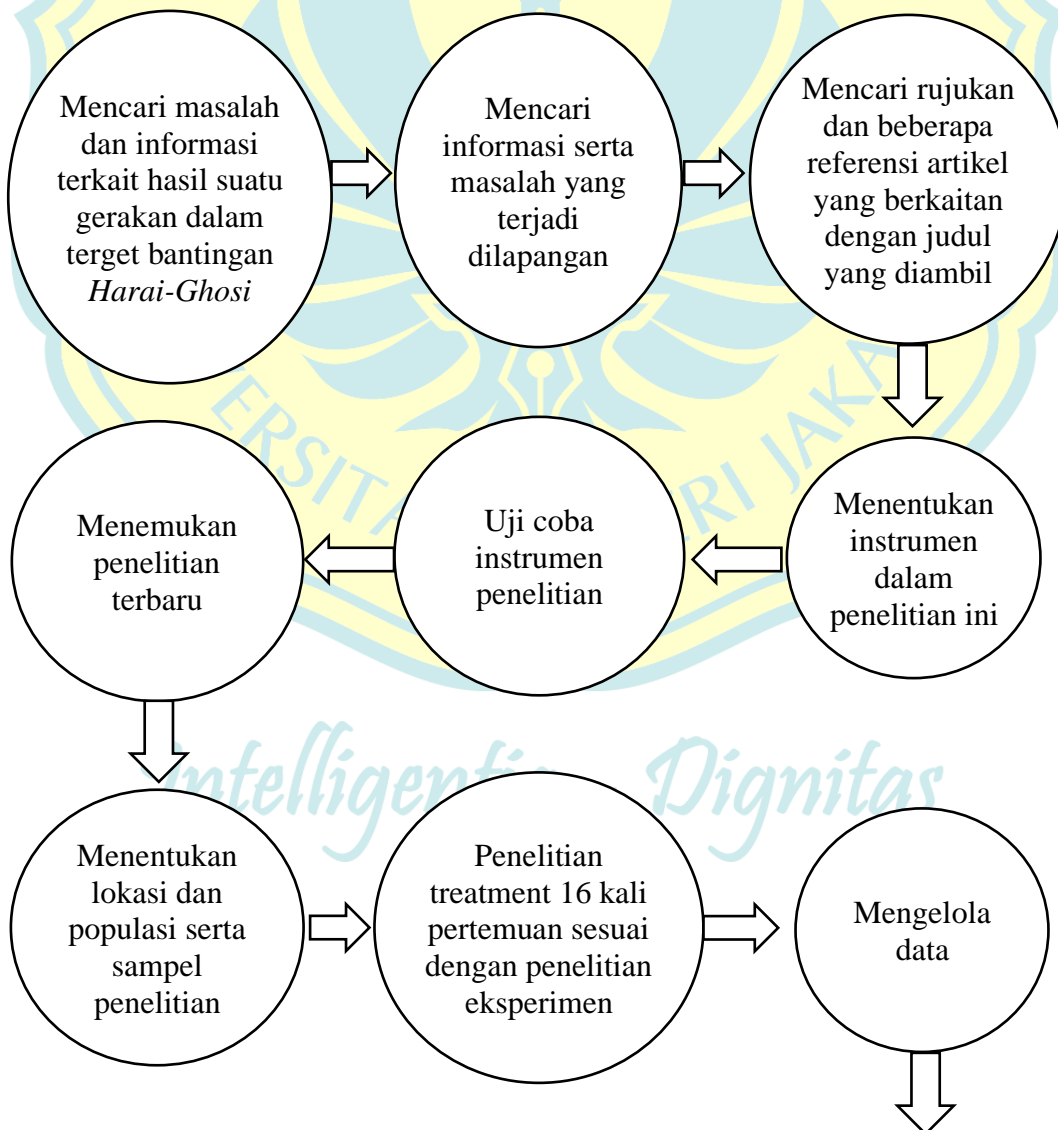 Mencari masalah
dan informasi
terkait hasil suatu
gerakan dalam
terget bantingan
Harai-Ghosi
Mencari
informasi serta
masalah yang
terjadi
dilapangan
Mencari rujukan
dan beberapa
referensi artikel
yang berkaitan
dengan judul
yang diambil
Menentukan
instrumen
dalam
penelitian ini
Uji coba
instrumen
penelitian
Menemukan
penelitian
terbaru
Menentukan
lokasi dan
populasi serta
sampel
penelitian
Penelitian
treatment 16 kali
pertemuan sesuai
dengan penelitian
eksperimen
Mengelola
data
Dignitas